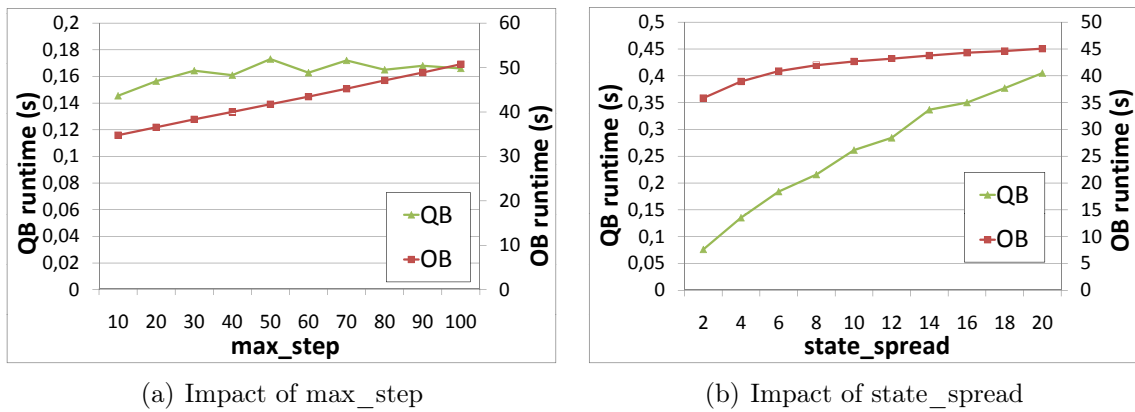 0,2
0,18
0,16
0,14
0,12
0,1
0,08
0,06
0,04
0,02
0
QB runtime (s)
60
50
40
30
20
10
0
OB runtime (s)
QB
OB
10 20 30 40 50 60 70 80 90 100
max_step
(a) Impact of max_step
0,5
0,45
0,4
0,35
0,3
0,25
0,2
0,15
0,1
0,05
0
QB runtime (s)
50
45
40
35
30
25
20
15
10
5
0
OB runtime (s)
QB
OB
2 4 6 8 10 12 14 16 18 20
state_spread
(b) Impact of state_spread